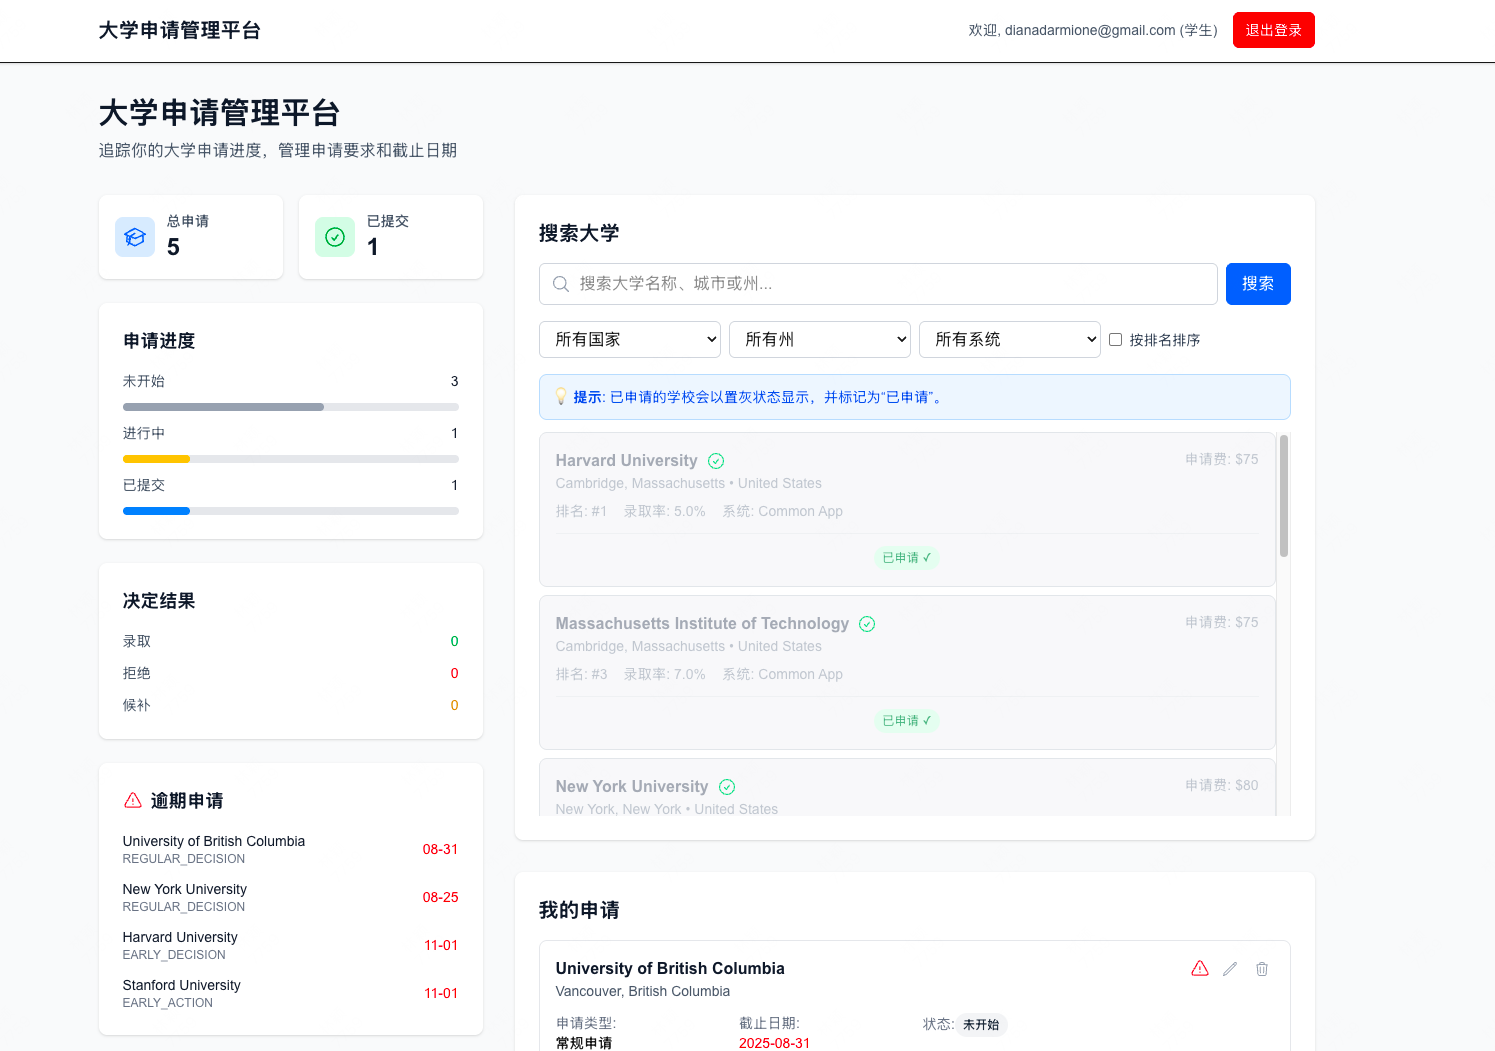 大学申请管理平台
欢迎, dianadarmione@gmail.com (学生)
退出登录
大学申请管理平台
追踪你的大学申请进度，管理申请要求和截止日期
总申请
5
已提交
1
申请进度
未开始 3
进行中 1
已提交 1
决定结果
录取 0
拒绝 0
候补 0
逾期申请
University of British Columbia
REGULAR_DECISION
08-31
New York University
REGULAR_DECISION
08-25
Harvard University
EARLY_DECISION
11-01
Stanford University
EARLY_ACTION
11-01
搜索大学
搜索大学名称、城市或州...
搜索
所有国家 所有州 所有系统 按排名排序
💡 提示: 已申请的学校会以置灰状态显示，并标记为“已申请”。
Harvard University
申请费: $75
Cambridge, Massachusetts • United States
排名: #1 录取率: 5.0% 系统: Common App
已申请 ✓
Massachusetts Institute of Technology
申请费: $75
Cambridge, Massachusetts • United States
排名: #3 录取率: 7.0% 系统: Common App
已申请 ✓
New York University
申请费: $80
New York, New York • United States
我的申请
University of British Columbia
Vancouver, British Columbia
申请类型:
常规申请
截止日期:
2025-08-31
状态: 未开始